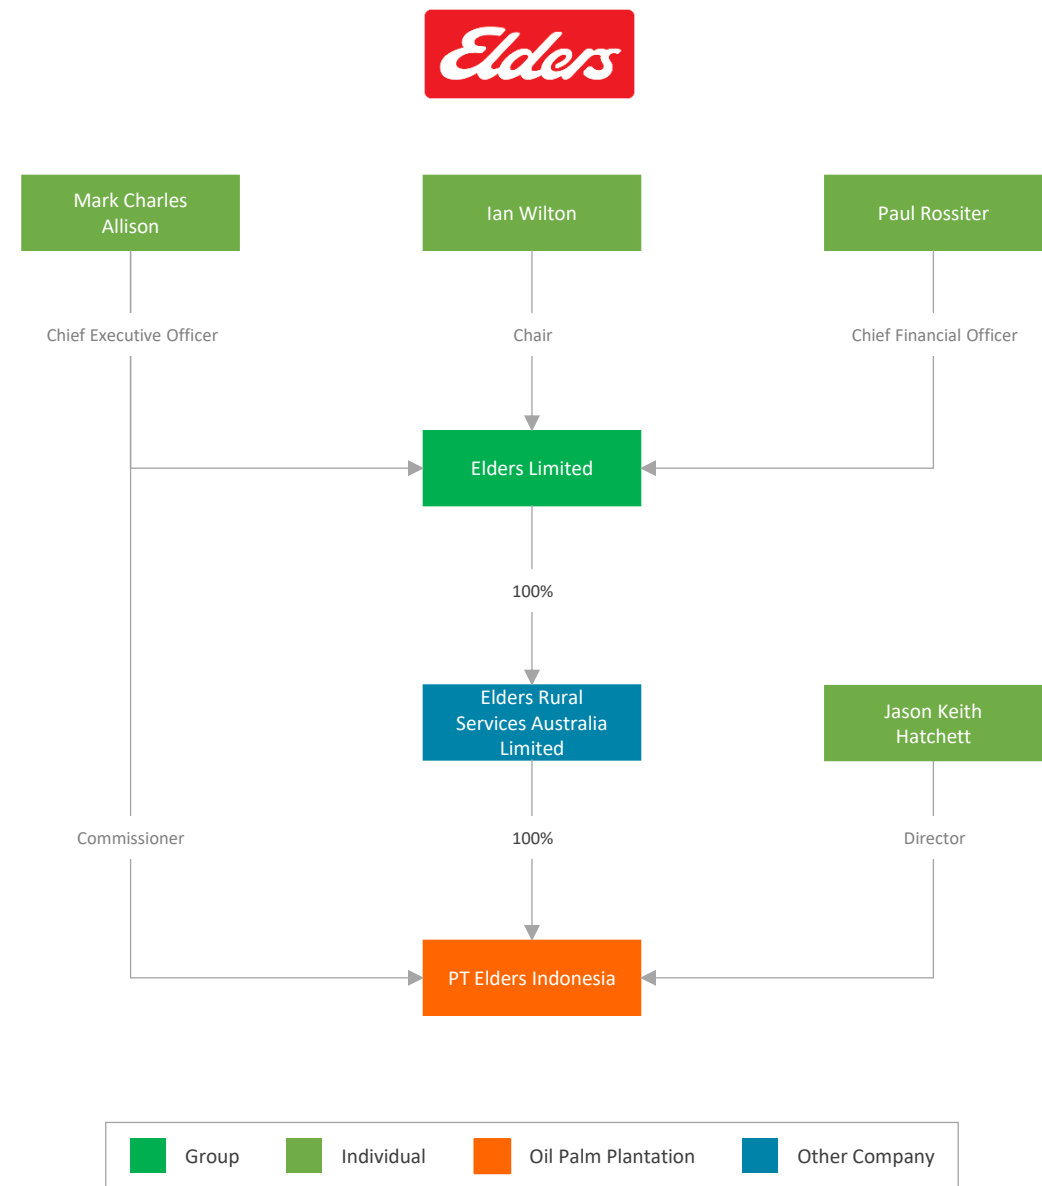 Elders
Mark Charles
Allison
Ian Wilton
Paul Rossiter
Chief Executive Officer
Chair
Chief Financial Officer
Elders Limited
100%
Elders Rural
Services Australia
Limited
Jason Keith
Hatchett
Commissioner
100%
Director
PT Elders Indonesia
Group
Individual
Oil Palm Plantation
Other Company